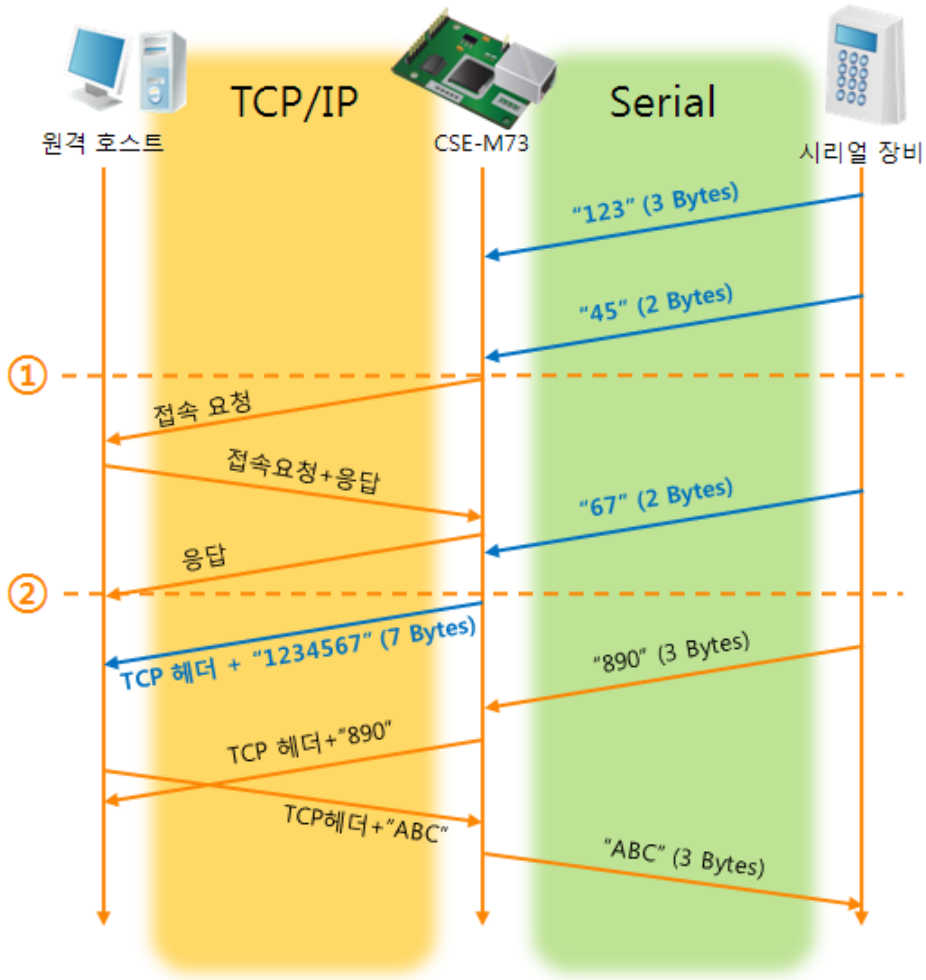 TCP/IP
Serial
원격 호스트
CSE-M73
시리얼 장비
“123” (3 Bytes)
“45” (2 Bytes)
①
접속 요청
접속요청+응답
“67” (2 Bytes)
응답
②
TCP 헤더 + “1234567” (7 Bytes)
“890” (3 Bytes)
TCP 헤더+”890”
TCP헤더+”ABC”
“ABC” (3 Bytes)